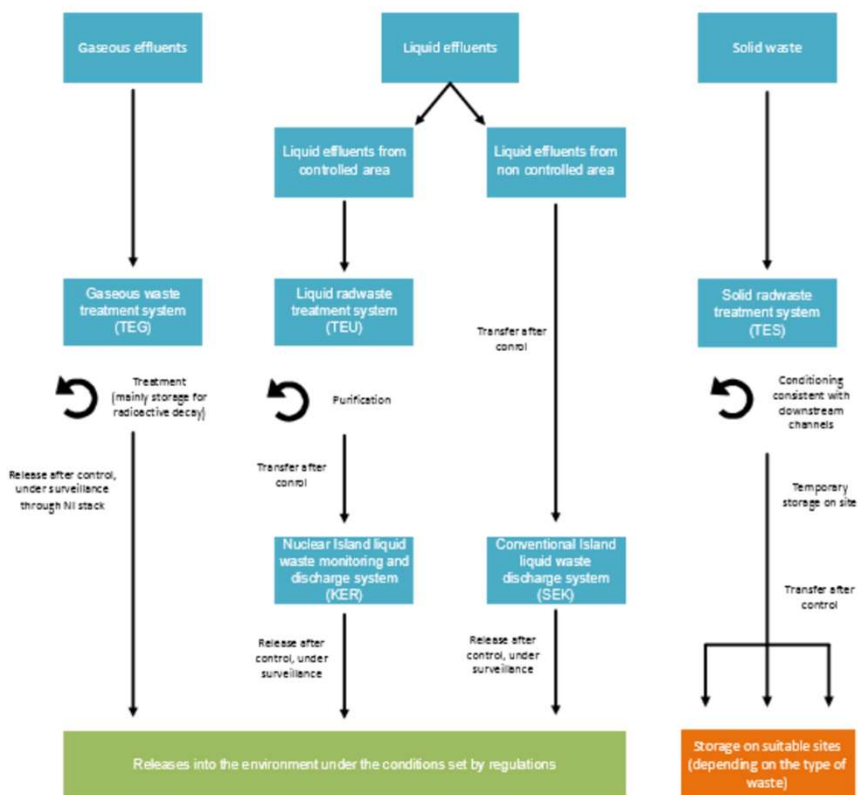 Gaseous effluents
Liquid effluents
Solid waste
Liquid effluents from
controlled area
Liquid effluents from
non controlled area
Gaseous waste
treatment system
(TEG)
Liquid radwaste
treatment system
(TEU)
Transfer after
conrol
Solid radwaste
treatment system
(TES)
Treatment
(mainly storage for
radioactive decay)
Purification
Conditioning
consistent with
downstream
channels
Release after control,
under surveillance
through NI stack
Transfer after
conrol
Temporary
storage on site
Nuclear Island liquid
waste monitoring and
discharge system
(KER)
Conventional Island
liquid waste
discharge system
(SEK)
Transfer after
control
Release after
control, under
surveillance
Release after
control, under
surveillance
Releases into the environment under the conditions set by regulations
Storage on suitable sites
(depending on the type of
waste)